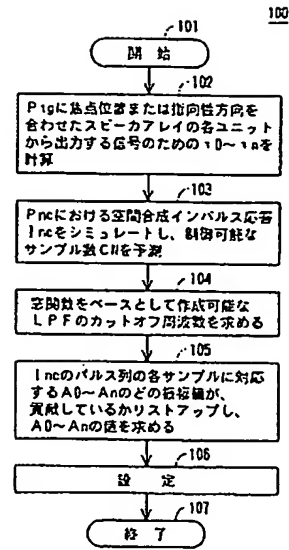 100
101
開始
102
Ptgに焦点位置または指向性方向を
合わせたスピーカアレイの各ユニット
から出力する信号のためのτ0～τnを
計算
103
Pncにおける空間合成インパルス応答
Incをシミュレートし、制御可能な
サンプル数CNを予測
104
窓関数をベースとして作成可能な
LPFのカットオフ周波数を求める
105
Incのパルス列の各サンプルに対応
するA0～Anのどの振幅値が、
貢献しているかリストアップし、
A0～Anの値を求める
106
設定
107
終了